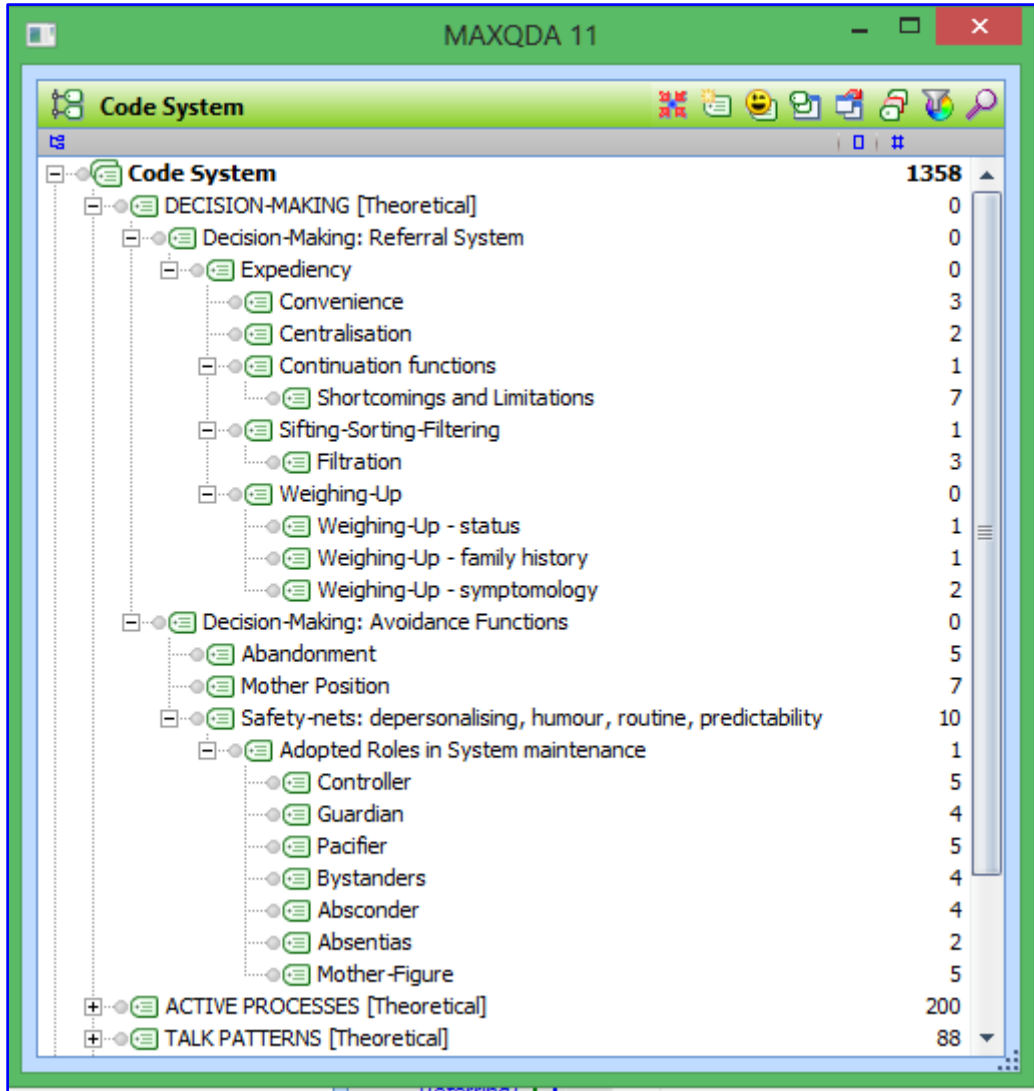 MAXQDA 11
Code System
#
Code System 1358
DECISION-MAKING [Theoretical] 0
Decision-Making: Referral System 0
Expediency 0
Convenience 3
Centralisation 2
Continuation functions 1
Shortcomings and Limitations 7
Sifting-Sorting-Filtering 1
Filtration 3
Weighing-Up 0
Weighing-Up - status 1
Weighing-Up - family history 1
Weighing-Up - symptomology 2
Decision-Making: Avoidance Functions 0
Abandonment 5
Mother Position 7
Safety-nets: depersonalising, humour, routine, predictability 10
Adopted Roles in System maintenance 1
Controller 5
Guardian 4
Pacifier 5
Bystanders 4
Absconder 4
Absentias 2
Mother-Figure 5
ACTIVE PROCESSES [Theoretical] 200
TALK PATTERNS [Theoretical] 88